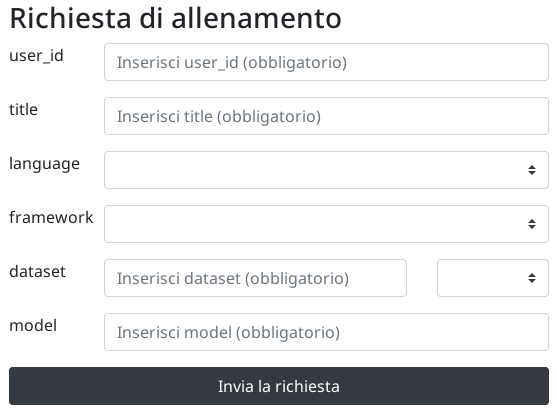 Richiesta di allenamento
user_id Inserisci user_id (obbligatorio)
title Inserisci title (obbligatorio)
language
framework
dataset Inserisci dataset (obbligatorio)
model Inserisci model (obbligatorio)
Invia la richiesta